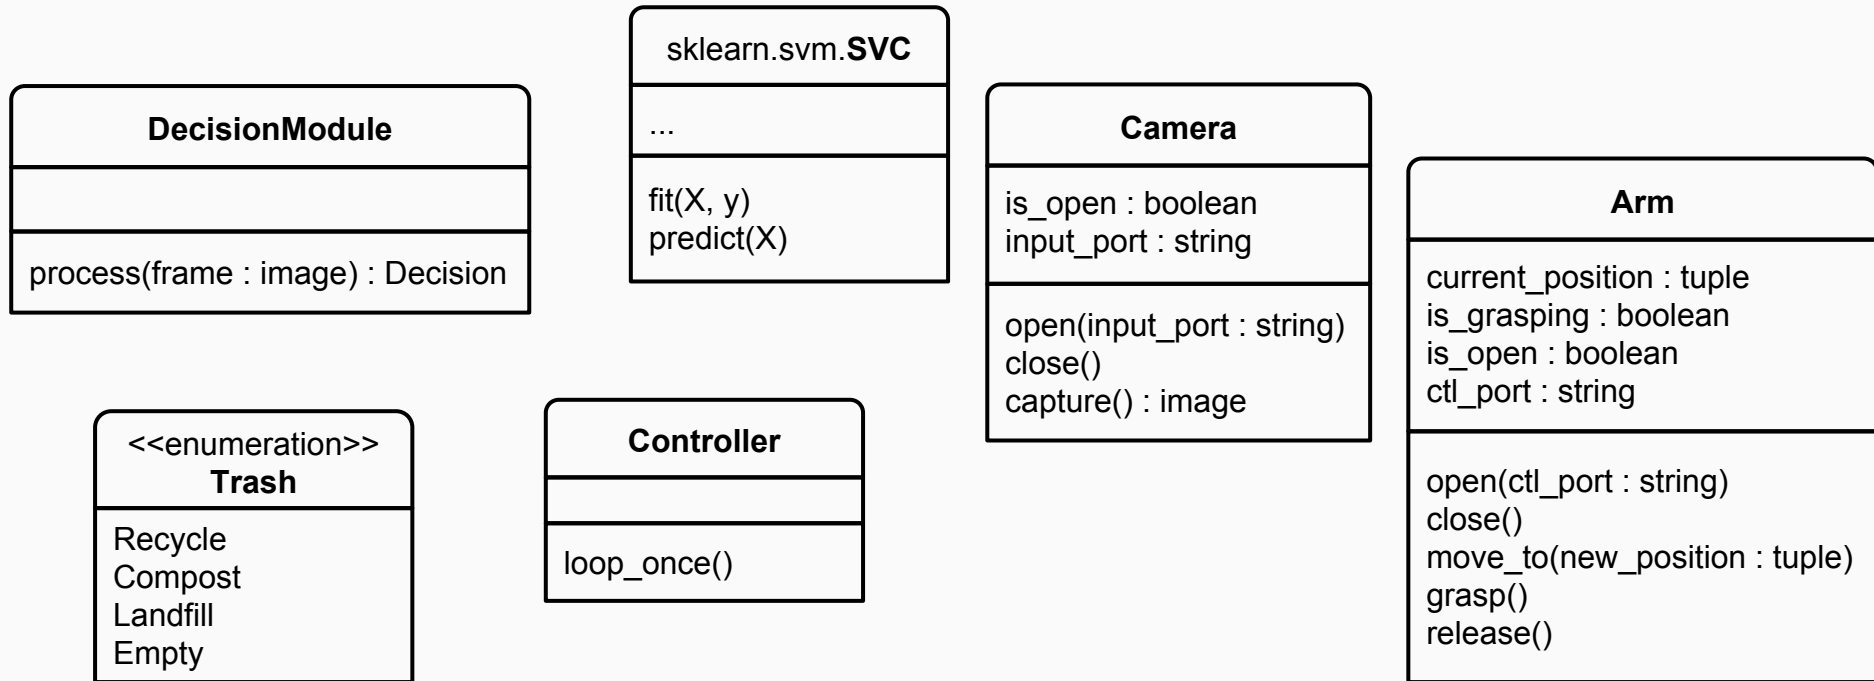 DecisionModule
process(frame : image) : Decision
sklearn.svm.SVC
...
fit(X, y)
predict(X)
Camera
is_open : boolean
input_port : string
open(input_port : string)
close()
capture() : image
Arm
current_position : tuple
is_grasping : boolean
is_open : boolean
ctl_port : string
open(ctl_port : string)
close()
move_to(new_position : tuple)
grasp()
release()
<<enumeration>>
Trash
Recycle
Compost
Landfill
Empty
Controller
loop_once()